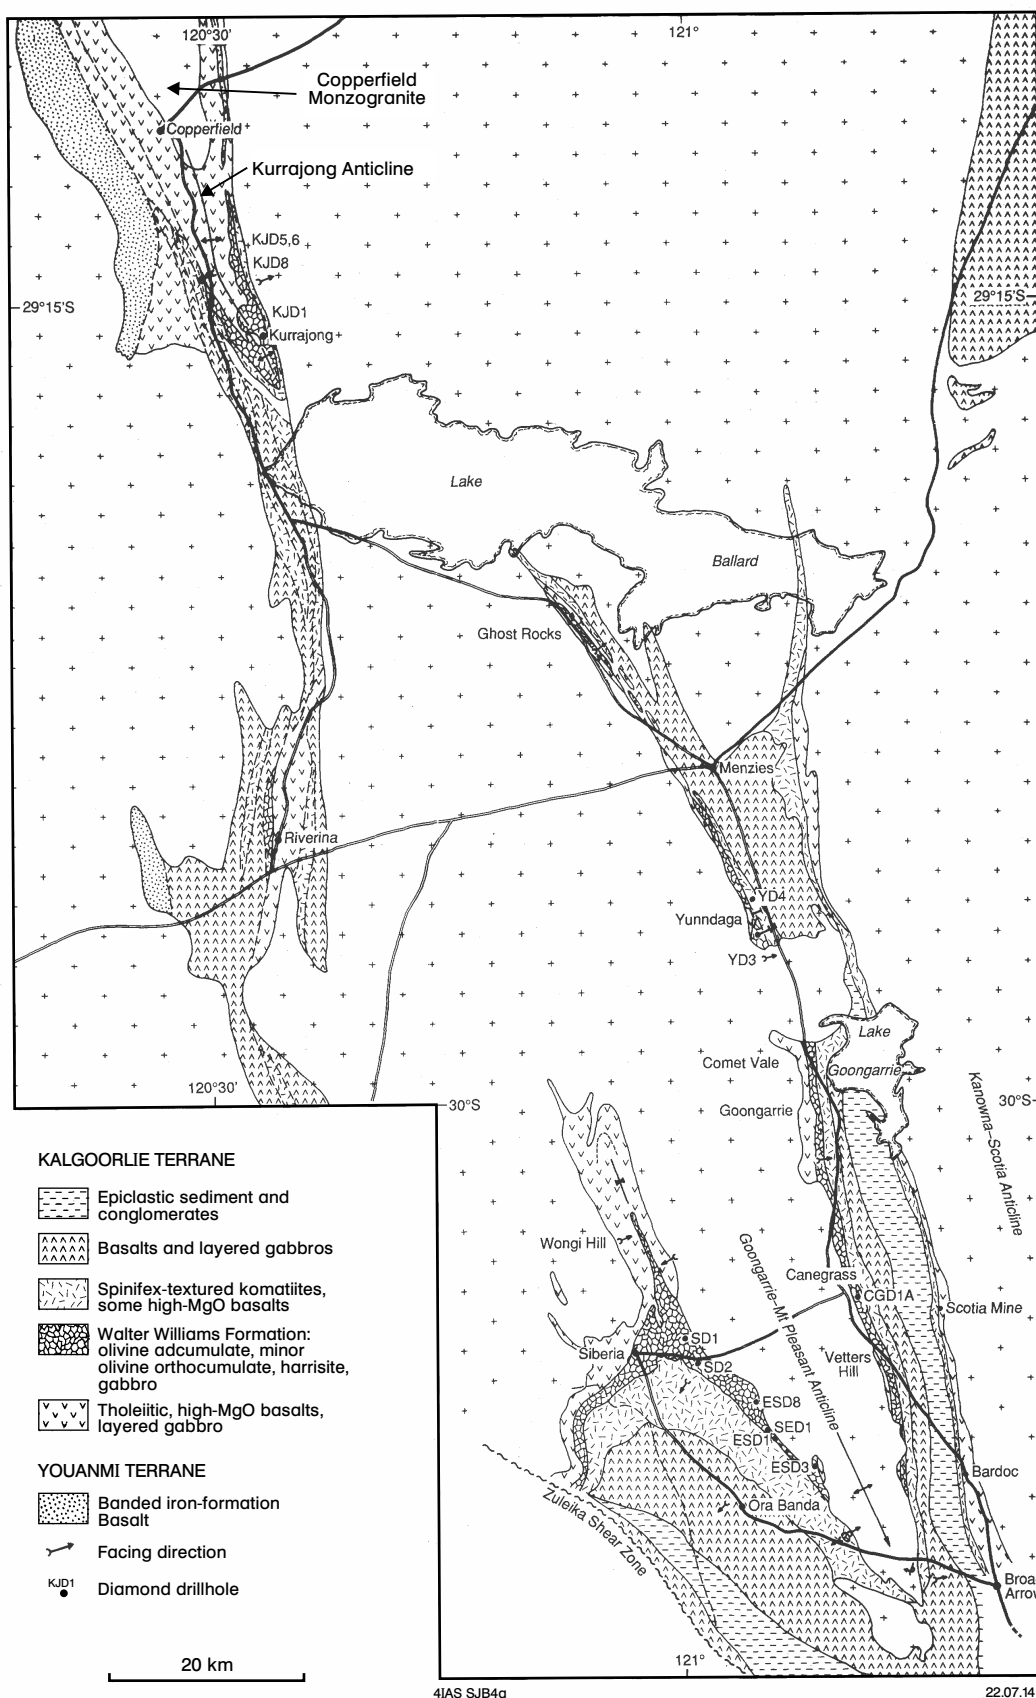 120°30'
121°
Copperfield
Monzogranite
Copperfield
Kurrajong Anticline
KJD5,6
KJD8
29°15'S
29°15'S
KJD1
Kurrajong
Lake
Ballard
Ghost Rocks
Menzies
Riverina
YD4
Yunndaga
YD3
Lake
Comet Vale
Goongarrie
120°30'
30°S
Goongarrie
30°S
Kanowna–Scotia Anticline
Wongi Hill
Goongarrie–Mt Pleasant Anticline
Canegrass
CGD1A
Scotia Mine
SD1
Siberia
SD2
Vetters
Hill
ESD8
SED1
ESD1
ESD3
Bardoc
Zuleika Shear Zone
Ora Banda
Broa
Arrow
121°
KALGOORLIE TERRANE
Epiclastic sediment and
conglomerates
Basalts and layered gabbros
Spinifex-textured komatiites,
some high-MgO basalts
Walter Williams Formation:
olivine adcumulate, minor
olivine orthocumulate, harrisite,
gabbro
Tholeiitic, high-MgO basalts,
layered gabbro
YOUANMI TERRANE
Banded iron-formation
Basalt
Facing direction
KJD1
Diamond drillhole
20 km
4IAS SJB4g
22.07.14